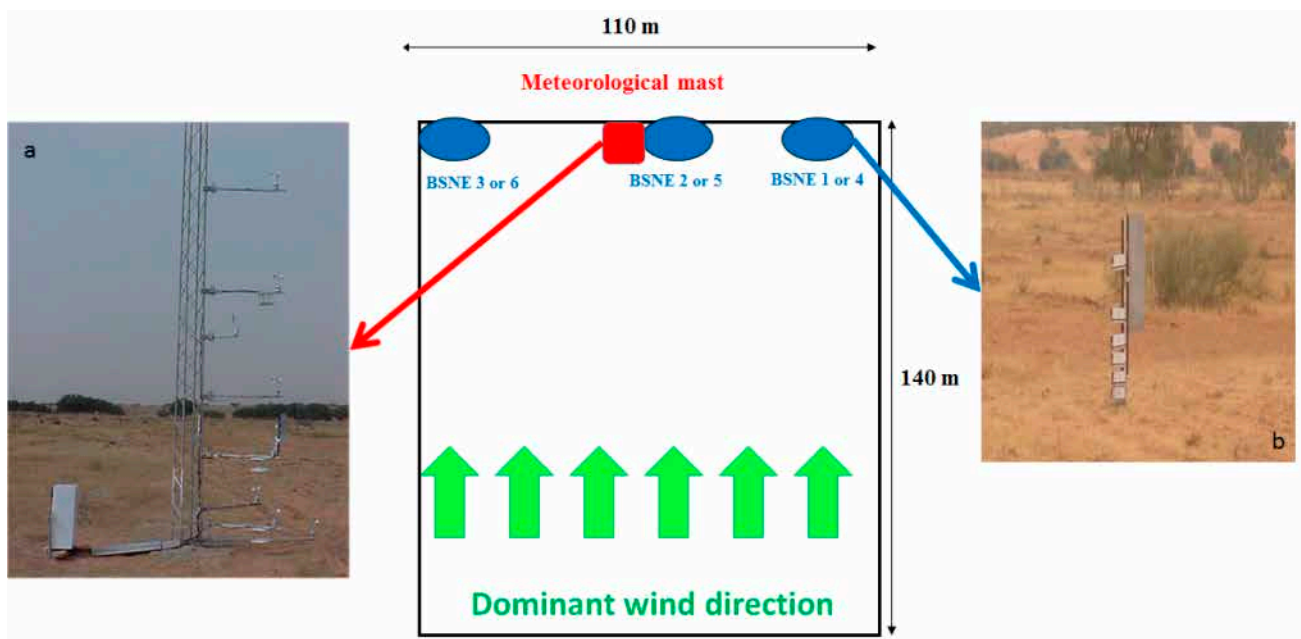 110 m
Meteorological mast
a
BSNE 3 or 6
BSNE 2 or 5
BSNE 1 or 4
140 m
b
Dominant wind direction